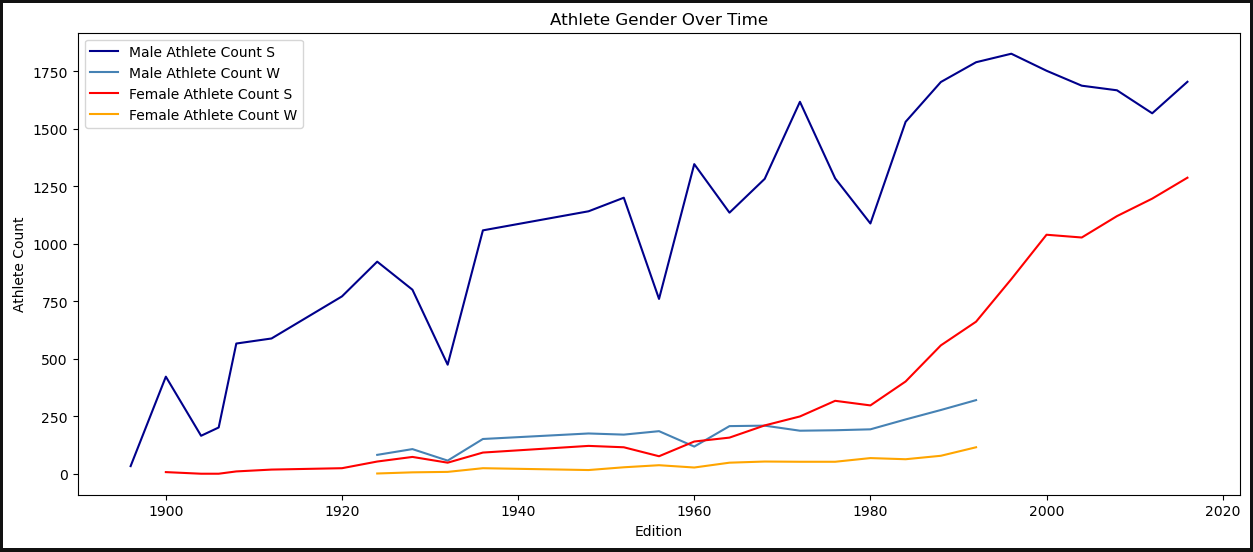 Athlete Gender Over Time
Male Athlete Count S
Male Athlete Count W
Female Athlete Count S
Female Athlete Count W
Athlete Count
1750
1500
1250
1000
750
500
250
0
1900 1920 1940 1960 1980 2000 2020
Edition